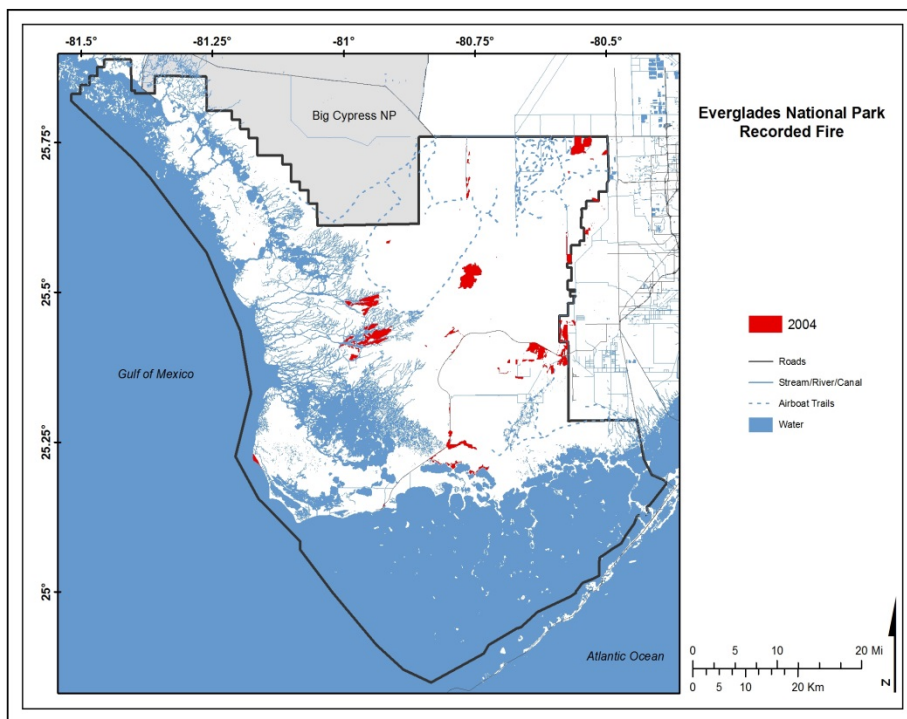 -81.5 -81.25 -81° -80.75 -80.5
Big Cypress NP
Everglades National Park
Recorded Fire
25.75°
25.5°
25.25°
25°
Gulf of Mexico
Atlantic Ocean
2004
Roads
Stream/River/Canal
Airboat Trails
Water
0 5 10 20 Mi
0 5 10 20 Km
N